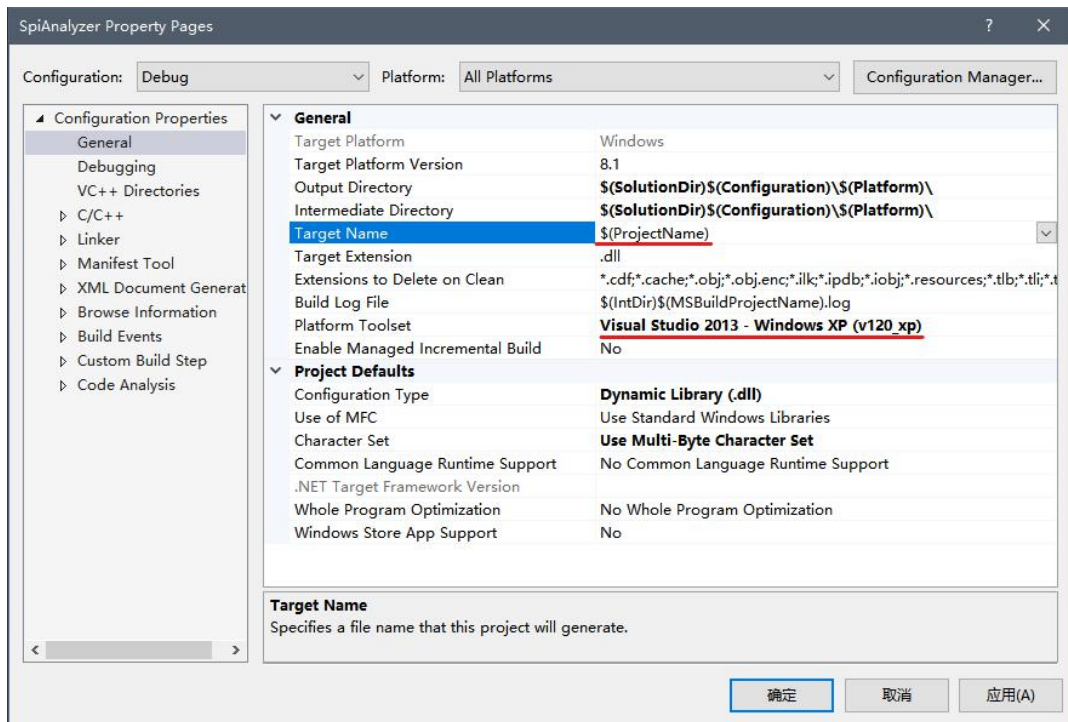 SpiAnalyzer Property Pages ? ×
Configuration: Debug Platform: All Platforms Configuration Manager...
Configuration Properties
General
Debugging
VC++ Directories
C/C++
Linker
Manifest Tool
XML Document Generat
Browse Information
Build Events
Custom Build Step
Code Analysis
General
Target Platform Windows
Target Platform Version 8.1
Output Directory $(SolutionDir)$(Configuration)\$(Platform)\
Intermediate Directory $(SolutionDir)$(Configuration)\$(Platform)\
Target Name $(ProjectName)
Target Extension .dll
Extensions to Delete on Clean *.cdf;*.cache;*.obj;*.obj.enc;*.ilk;*.ipdb;*.iobj;*.resources;*.tlb;*.tli;*.t
Build Log File $(IntDir)$(MSBuildProjectName).log
Platform Toolset Visual Studio 2013 - Windows XP (v120_xp)
Enable Managed Incremental Build No
Project Defaults
Configuration Type Dynamic Library (.dll)
Use of MFC Use Standard Windows Libraries
Character Set Use Multi-Byte Character Set
Common Language Runtime Support No Common Language Runtime Support
.NET Target Framework Version
Whole Program Optimization No Whole Program Optimization
Windows Store App Support No
Target Name
Specifies a file name that this project will generate.
确定 取消 应用(A)